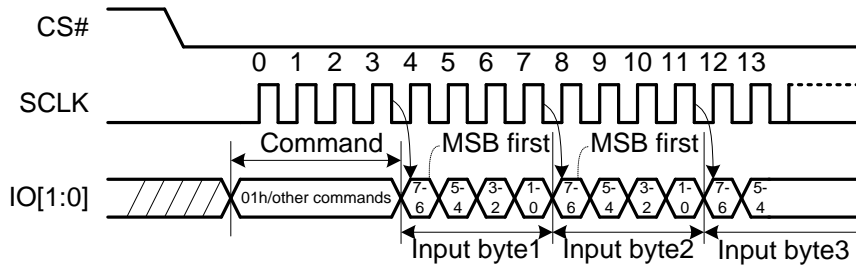 CS#
0 1 2 3 4 5 6 7 8 9 10 11 12 13
SCLK
Command MSB first MSB first
IO[1:0] 01h/other commands 7-6 5-4 3-2 1-0 7-6 5-4 3-2 1-0 7-6 5-4
Input byte1 Input byte2 Input byte3